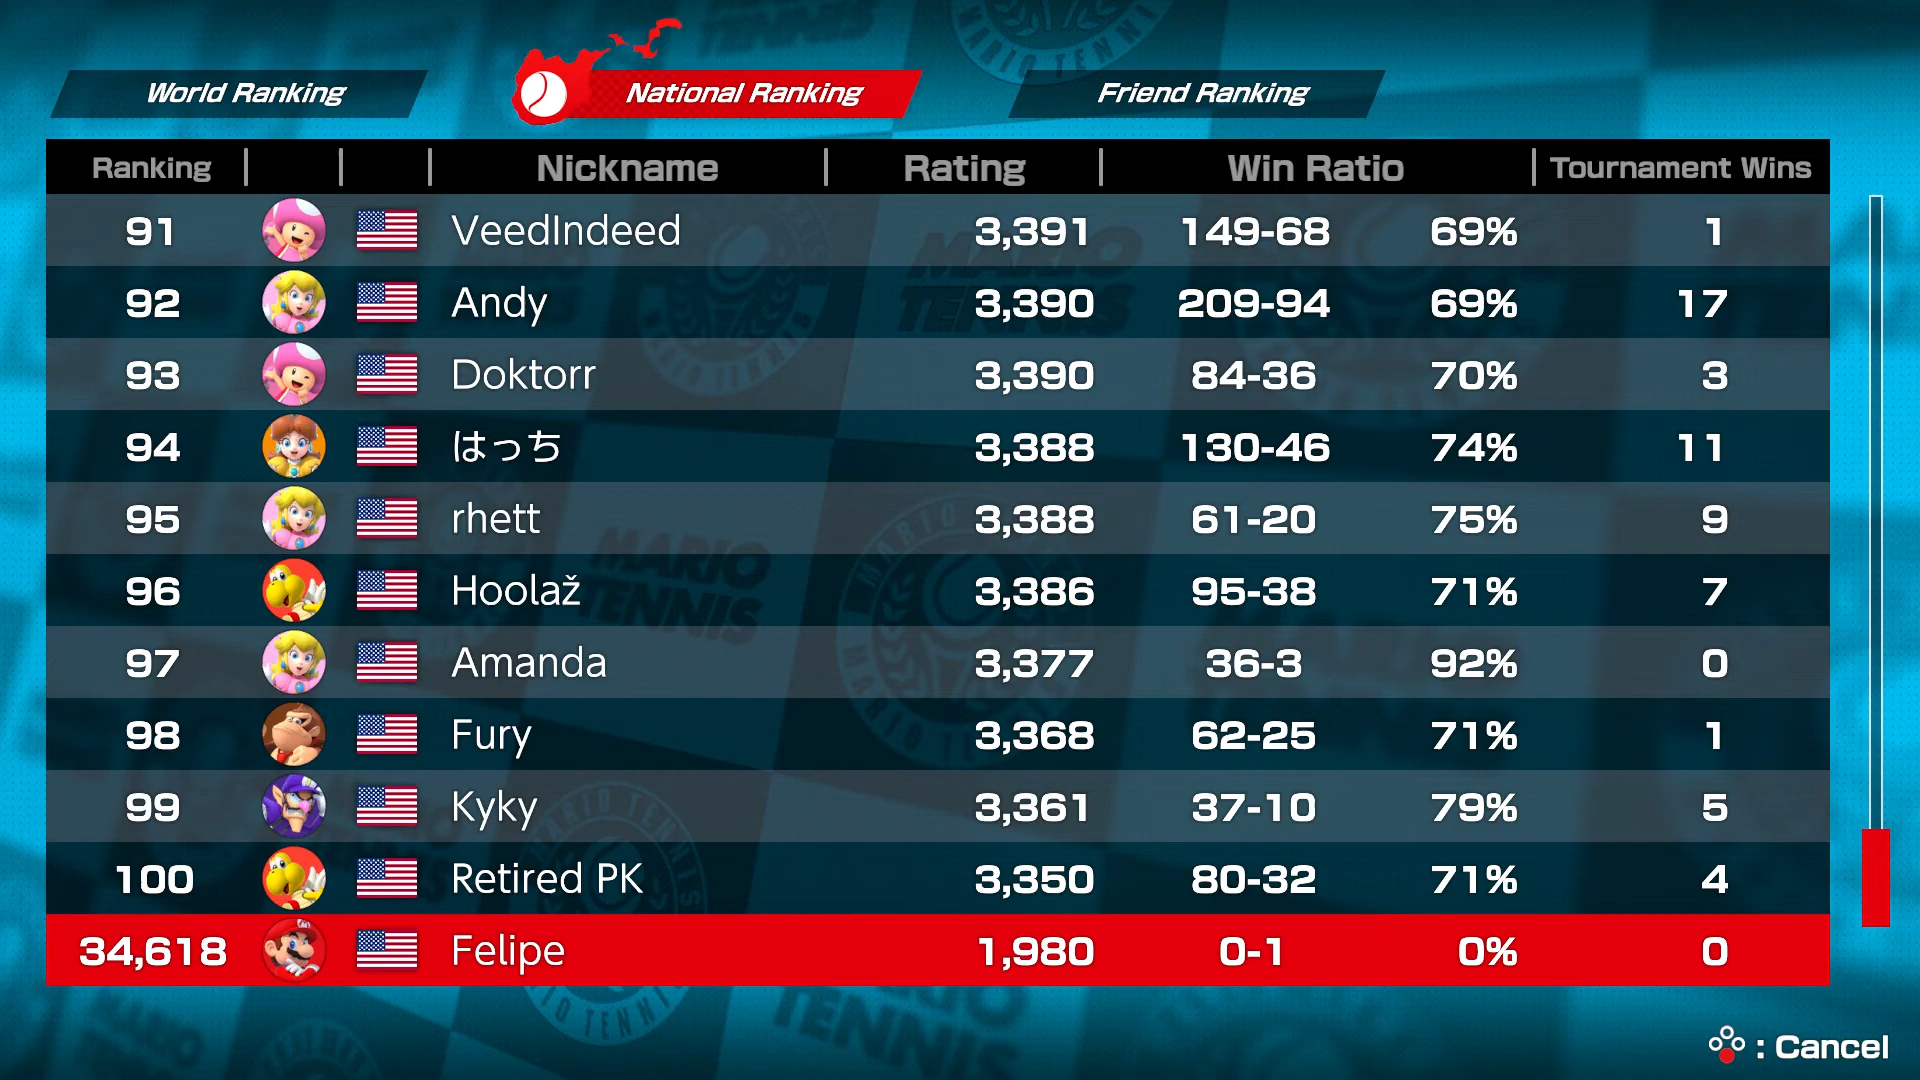 World Ranking National Ranking Friend Ranking
Ranking Nickname Rating Win Ratio Tournament Wins
91 VeedIndeed 3,391 149-68 69% 1
92 Andy 3,390 209-94 69% 17
93 Doktorr 3,390 84-36 70% 3
94 はっち 3,388 130-46 74% 11
95 rhett 3,388 61-20 75% 9
96 Hoolaž 3,386 95-38 71% 7
97 Amanda 3,377 36-3 92% 0
98 Fury 3,368 62-25 71% 1
99 Kyky 3,361 37-10 79% 5
100 Retired PK 3,350 80-32 71% 4
34,618 Felipe 1,980 0-1 0% 0
: Cancel